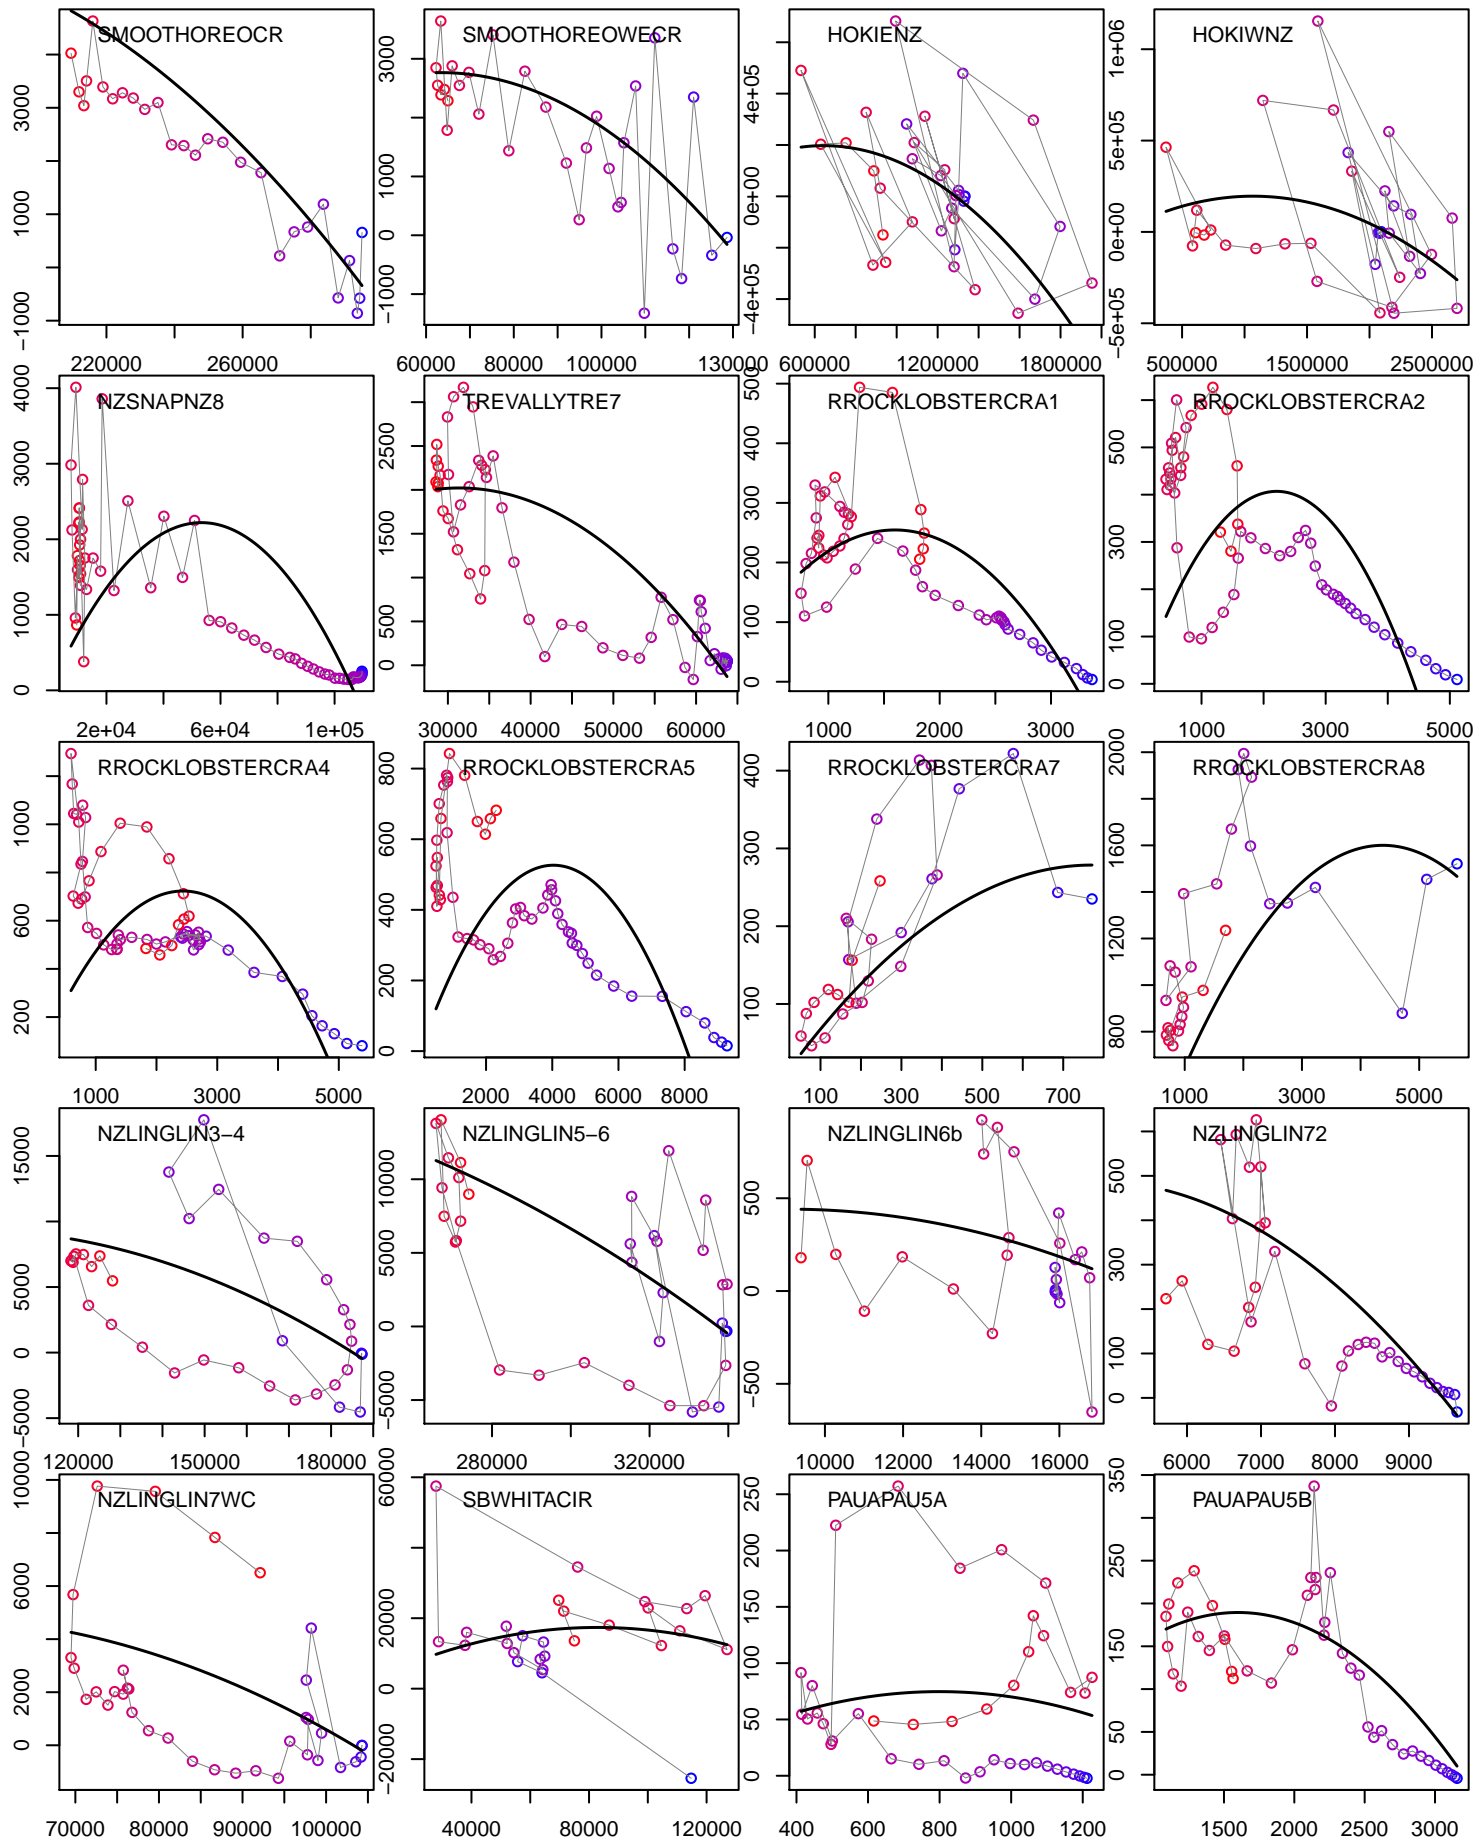 SMOOTHOREOCR SMOOTHOREOWECR HOKIENZ HOKIWNZ
−1000 1000 3000
−1000 0 1000 3000
−4e+05 0e+00 4e+05
−5e+05 0e+00 5e+05 1e+06
220000 260000
60000 80000 100000 130000
600000 1200000 1800000
500000 1500000 2500000
NZSNAPNZ8 TREVALLYTRE7 RROCKLOBSTERCRA1 RROCKLOBSTERCRA2
0 1000 2000 3000 4000
0 500 1500 2500
0 100 200 300 400 500
0 100 300 500
2e+04 6e+04 1e+05
30000 40000 50000 60000
1000 2000 3000
1000 3000 5000
RROCKLOBSTERCRA4 RROCKLOBSTERCRA5 RROCKLOBSTERCRA7 RROCKLOBSTERCRA8
200 600 1000
0 200 400 600 800
100 200 300 400
800 1200 1600 2000
1000 3000 5000
2000 4000 6000 8000
100 300 500 700
1000 3000 5000
NZLINGLIN3−4 NZLINGLIN5−6 NZLINGLIN6b NZLINGLIN72
−5000 0 5000 15000
−5000 0 5000 10000
−500 0 500
0 100 300 500
120000 150000 180000
280000 320000
10000 12000 14000 16000
6000 7000 8000 9000
NZLINGLIN7WC SBWHITACIR PAUAPAU5A PAUAPAU5B
0 2000 6000 10000
−20000 0 20000 60000
0 50 100 150 200 250
0 50 150 250 350
70000 80000 90000 100000
40000 80000 120000
400 600 800 1000 1200
1500 2000 2500 3000